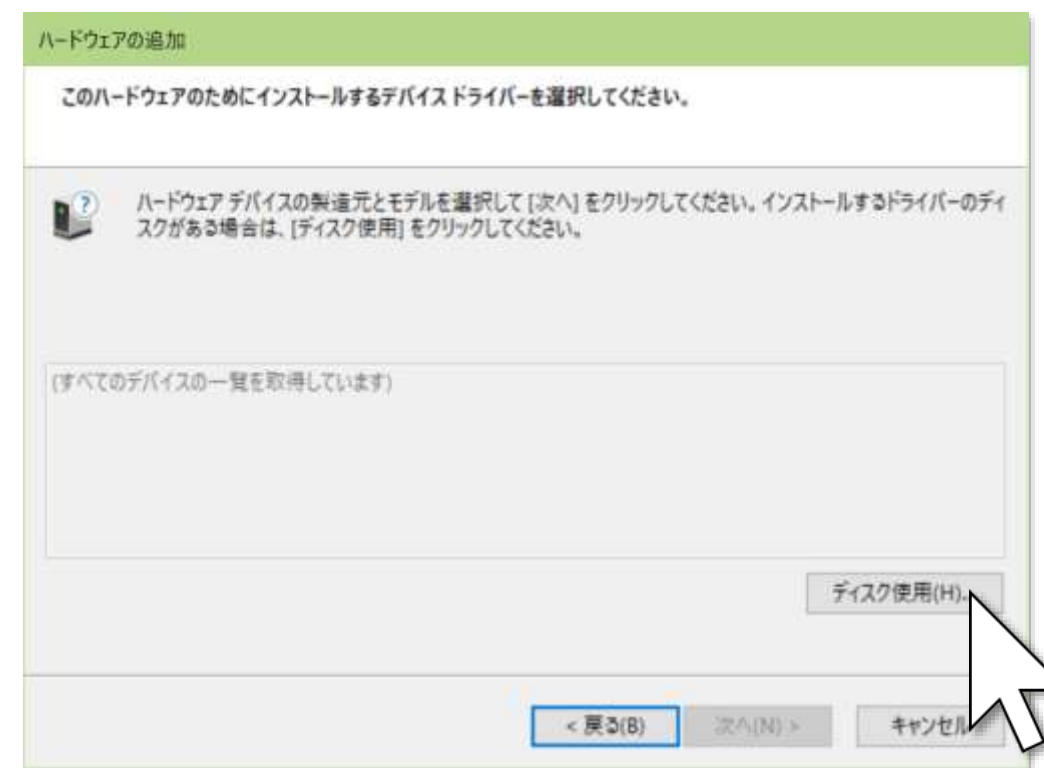 ハードウェアの追加
このハードウェアのためにインストールするデバイス ドライバーを選択してください。
ハードウェア デバイスの製造元とモデルを選択して [次へ] をクリックしてください。インストールするドライバーのディ
スクがある場合は、[ディスク使用] をクリックしてください。
(すべてのデバイスの一覧を取得しています)
ディスク使用(H)...
< 戻る(B)
次へ(N) >
キャンセル